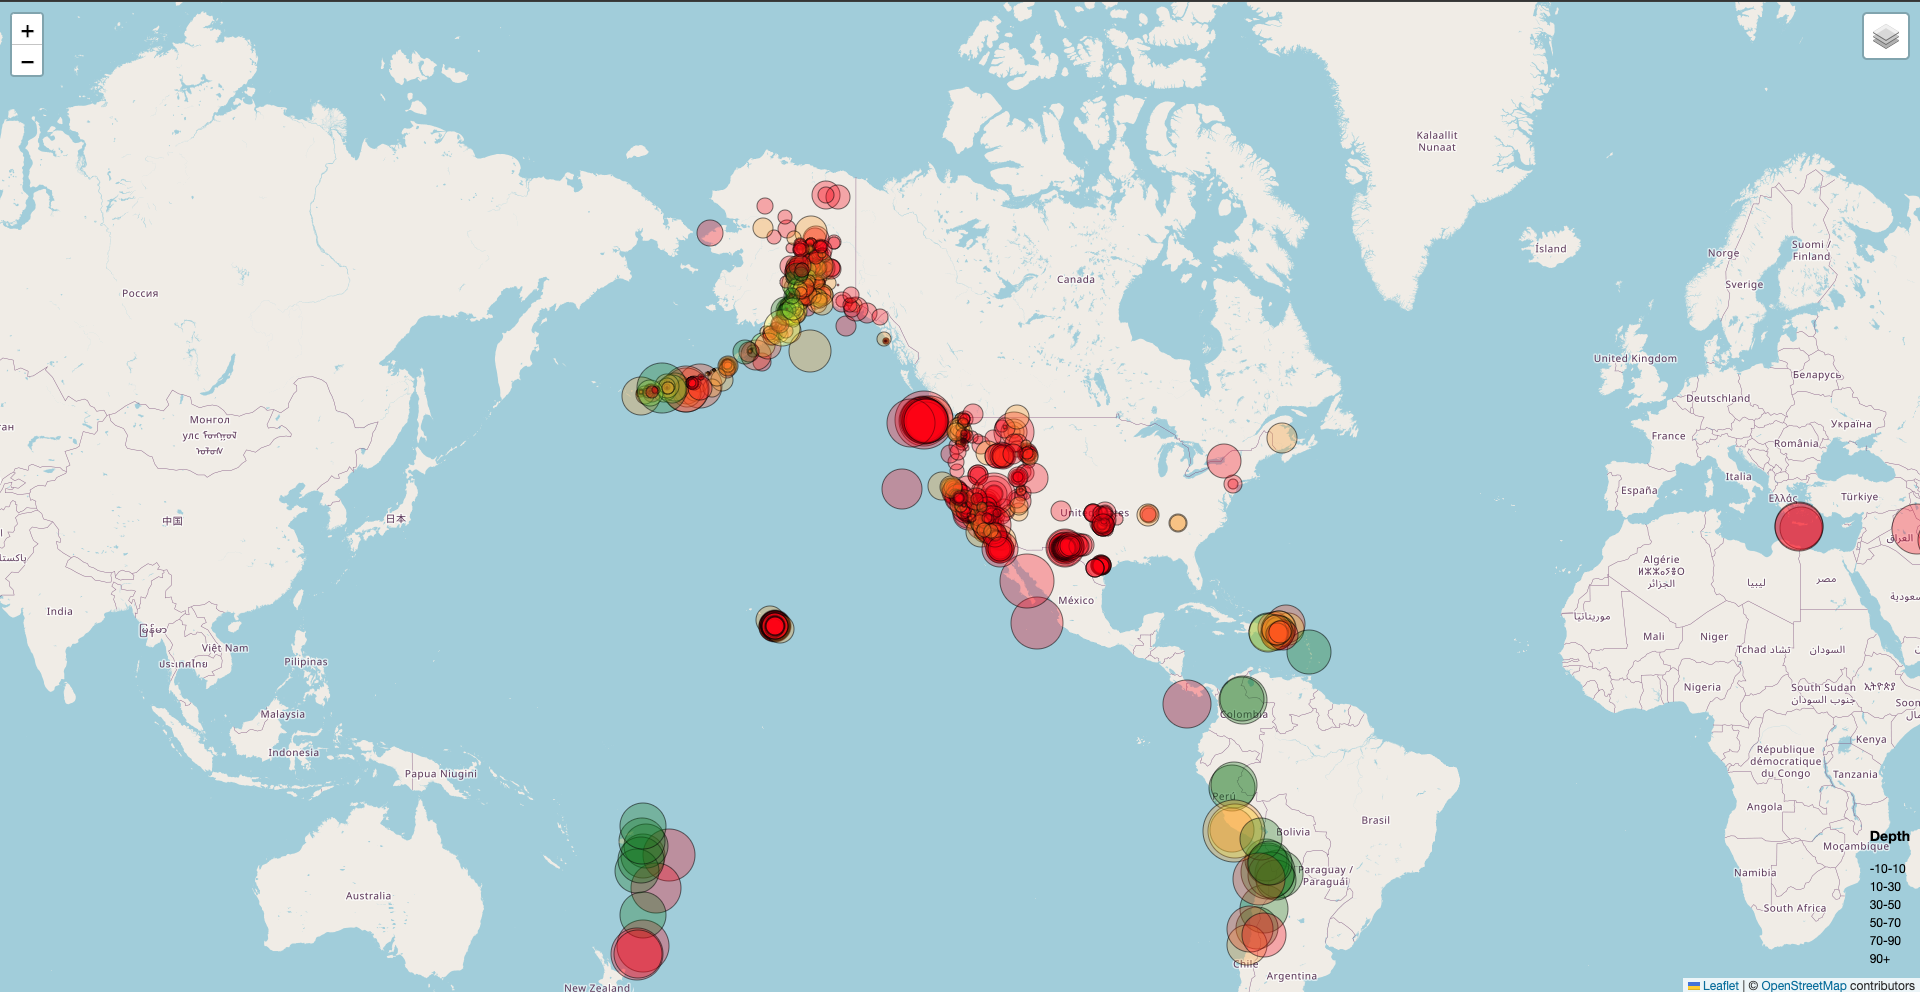 +
−
Kalaallit
Nunaat
Ísland
Norge
Suomi /
Finland
Sverige
Россия
Canada
United Kingdom
Беларусь
Deutschland
Україна
France
România
Italia
España
Ελλάς
Türkiye
Монгол
улс
中国
日本
United States
México
India
Việt Nam
Pilipinas
ประเทศไทย
Malaysia
Indonesia
Papua Niugini
Algérie
ⵍⵣⵣⴰⵢⴻⵔ
الجزائر
ليبيا
مصر
العراق
موريتانيا
Mali
Niger
Tchad تشاد
السودان
Nigeria
South Sudan
جنوب السودان
ኢትዮጵያ
Colombia
Kenya
République
démocratique
du Congo
Tanzania
Angola
Perú
Brasil
Bolivia
Moçambique
Paraguay /
Paraguái
Namibia
South Africa
Australia
New Zealand
Chile
Argentina
Depth
-10-10
10-30
30-50
50-70
70-90
90+
Leaflet | © OpenStreetMap contributors